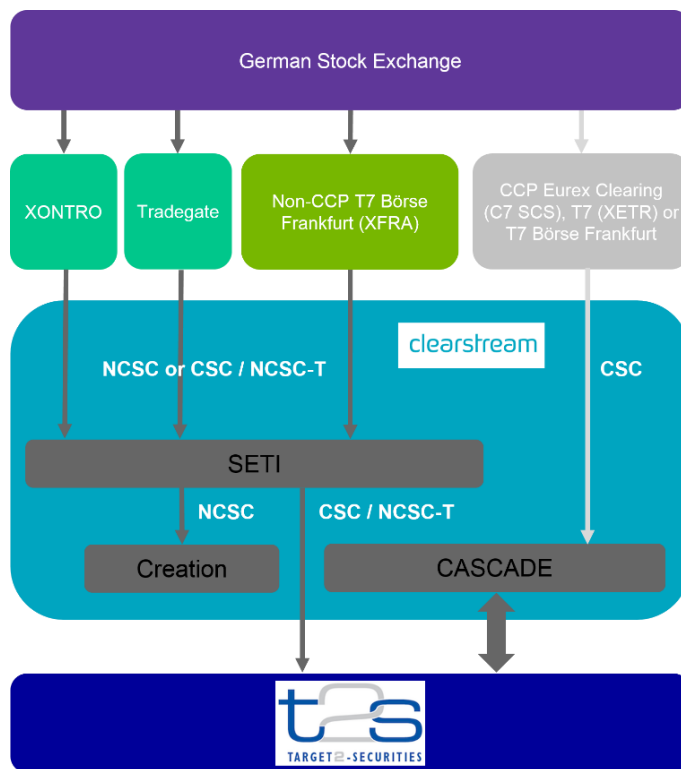 German Stock Exchange
XONTRO
Tradegate
Non-CCP T7 Börse
Frankfurt (XFRA)
CCP Eurex Clearing
(C7 SCS), T7 (XETR) or
T7 Börse Frankfurt
clearstream
NCSC or CSC / NCSC-T
CSC
SETI
NCSC
CSC / NCSC-T
Creation
CASCADE
t2s
TARGET2-SECURITIES